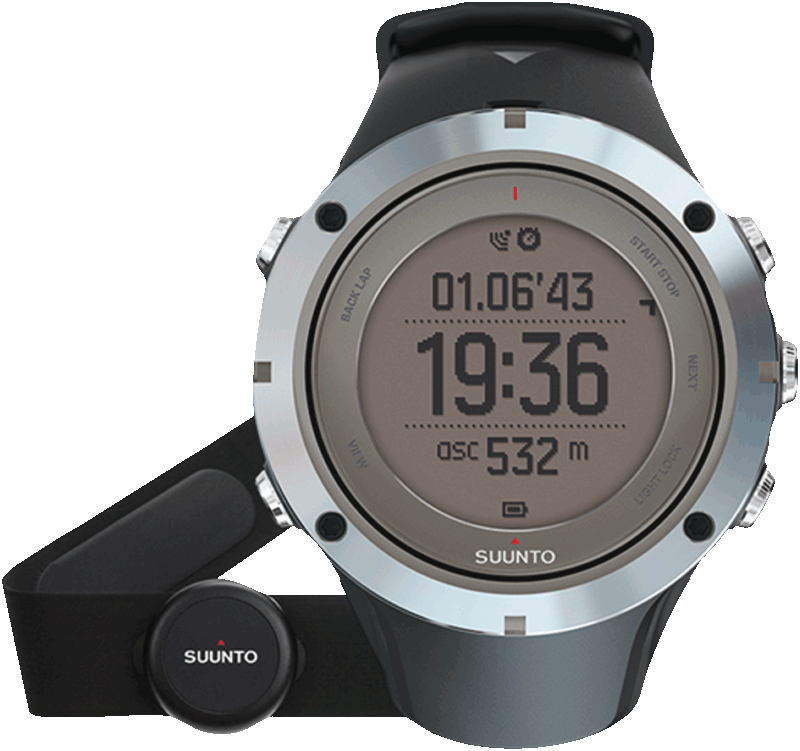 START STOP
BACK LAP
01.06'43
19:36
NEXT
asc 532 m
VIEW
LIGHT LOCK
SUUNTO
SUUNTO